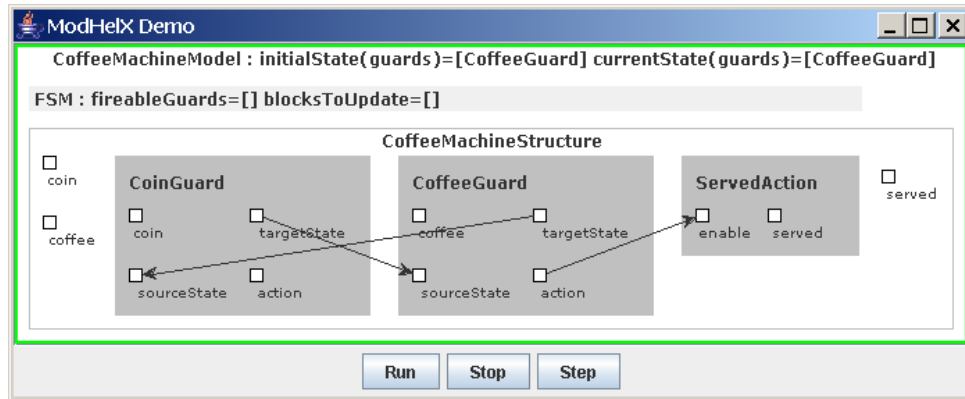 ModHelX Demo
CoffeeMachineModel : initialState(guards)=[CoffeeGuard] currentState(guards)=[CoffeeGuard]
FSM : fireableGuards=[] blocksToUpdate=[]
CoffeeMachineStructure
coin
coffee
CoinGuard
coin
targetState
sourceState
action
CoffeeGuard
coffee
targetState
sourceState
action
ServedAction
enable
served
served
Run
Stop
Step